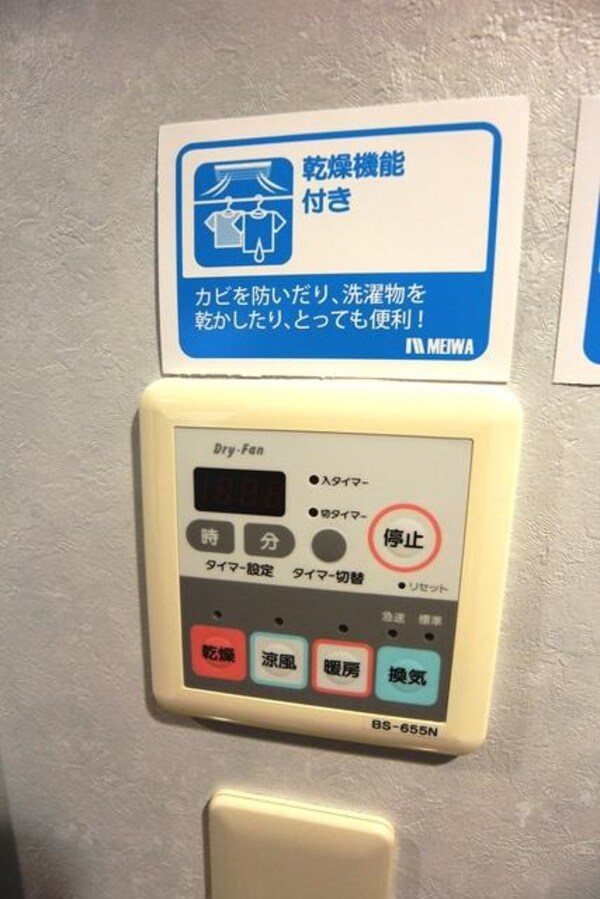 乾燥機能
付き
カビを防いだり、洗濯物を
乾かしたり、とっても便利！
MEIWA
Dry-Fan
入タイマー
切タイマー
時 分
停止
タイマー設定 タイマー切替
リセット
急速 標準
乾燥 涼風 暖房 換気
BS-655N